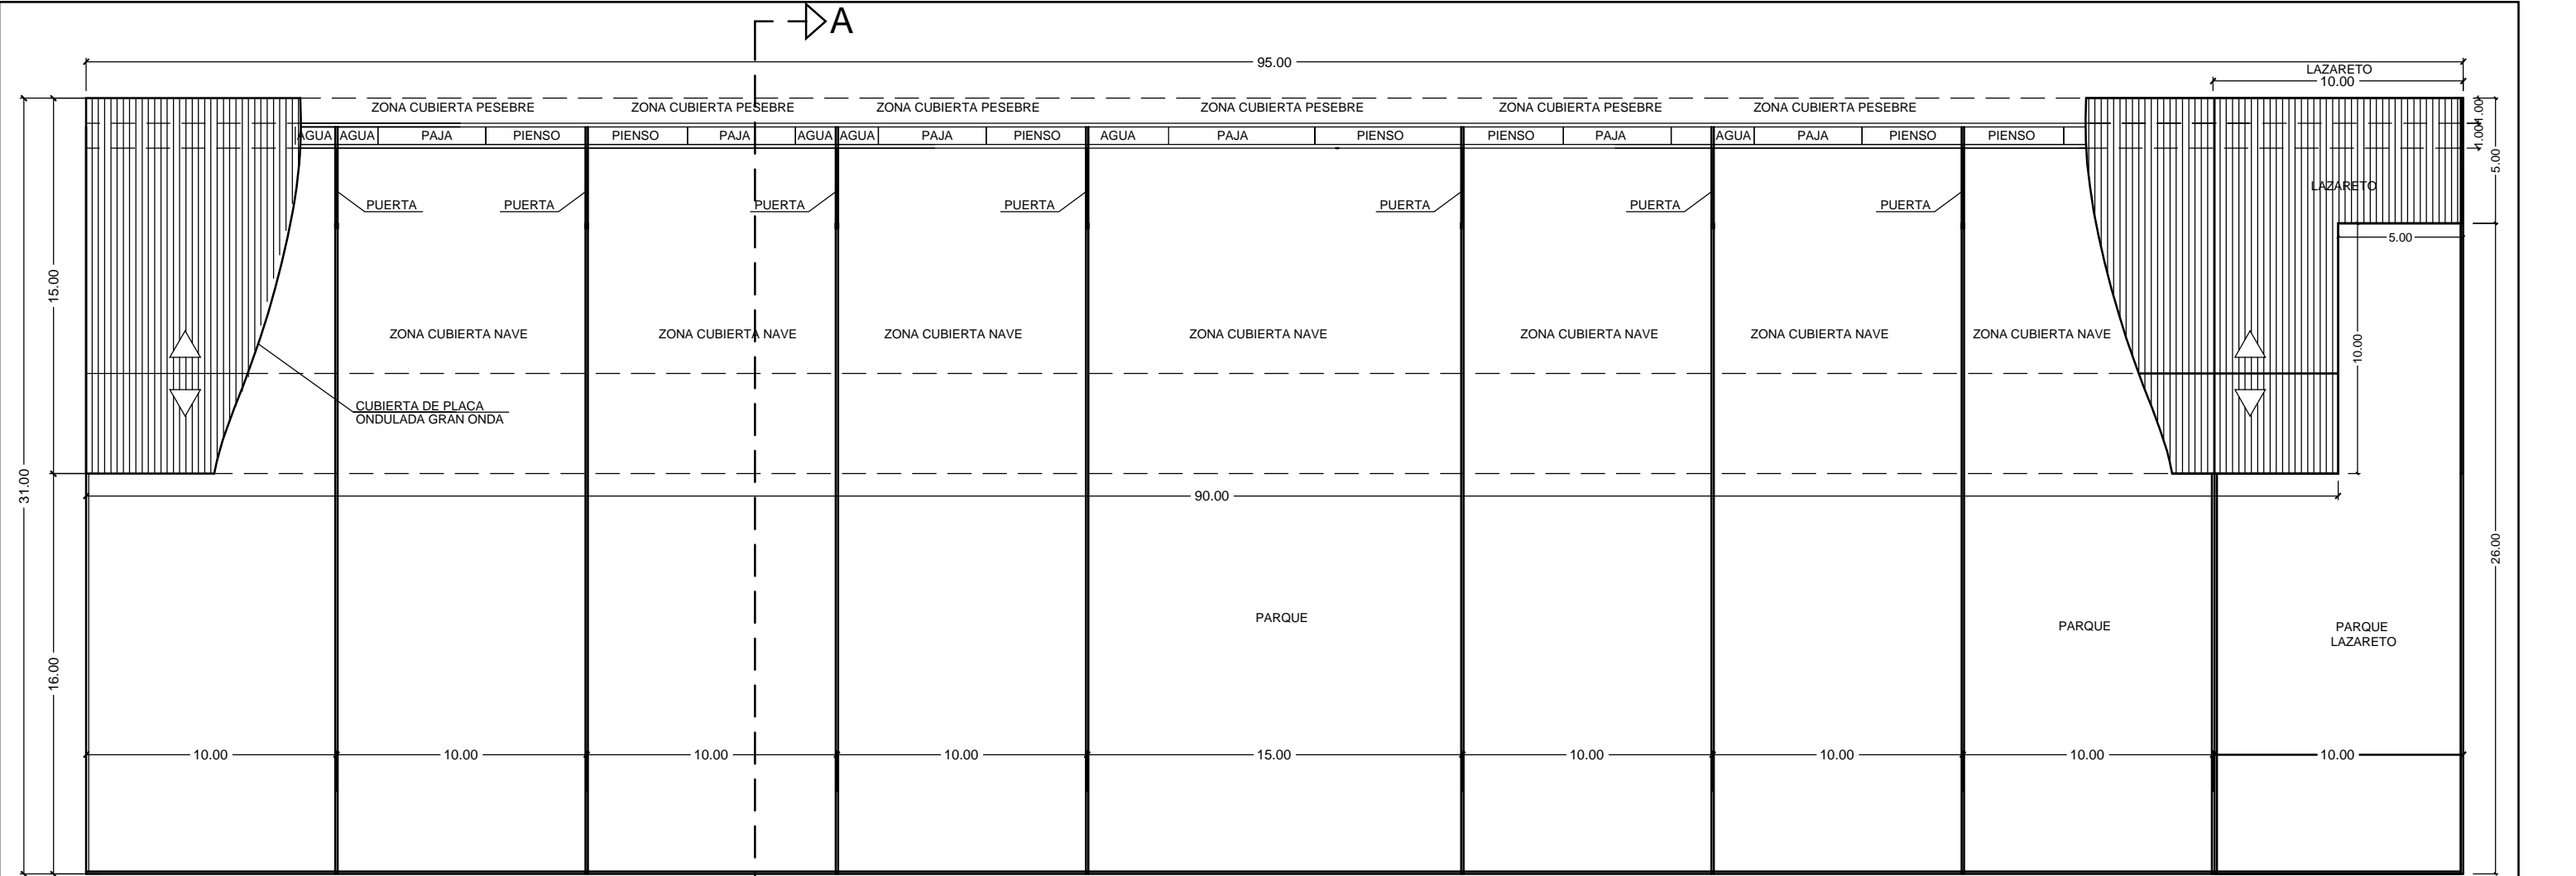 A
95.00
LAZARETO
10.00
ZONA CUBIERTA PESEBRE ZONA CUBIERTA PESEBRE ZONA CUBIERTA PESEBRE ZONA CUBIERTA PESEBRE ZONA CUBIERTA PESEBRE ZONA CUBIERTA PESEBRE
1.00
AGUA AGUA PAJA PIENSO PIENSO PAJA AGUA AGUA PAJA PIENSO AGUA PAJA PIENSO PIENSO PAJA AGUA PAJA PIENSO PIENSO
1.00
5.00
LAZARETO
PUERTA PUERTA PUERTA PUERTA PUERTA PUERTA PUERTA
5.00
15.00
ZONA CUBIERTA NAVE ZONA CUBIERTA NAVE ZONA CUBIERTA NAVE ZONA CUBIERTA NAVE ZONA CUBIERTA NAVE ZONA CUBIERTA NAVE ZONA CUBIERTA NAVE
10.00
CUBIERTA DE PLACA
ONDULADA GRAN ONDA
31.00
90.00
26.00
PARQUE
PARQUE
PARQUE
LAZARETO
16.00
10.00 10.00 10.00 10.00 15.00 10.00 10.00 10.00 10.00